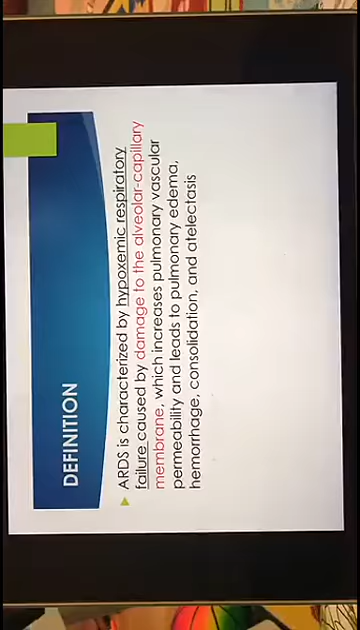 DEFINITION
ARDS is characterized by hypoxemic respiratory
failure caused by damage to the alveolar-capillary
membrane, which increases pulmonary vascular
permeability and leads to pulmonary edema,
hemorrhage, consolidation, and atelectasis